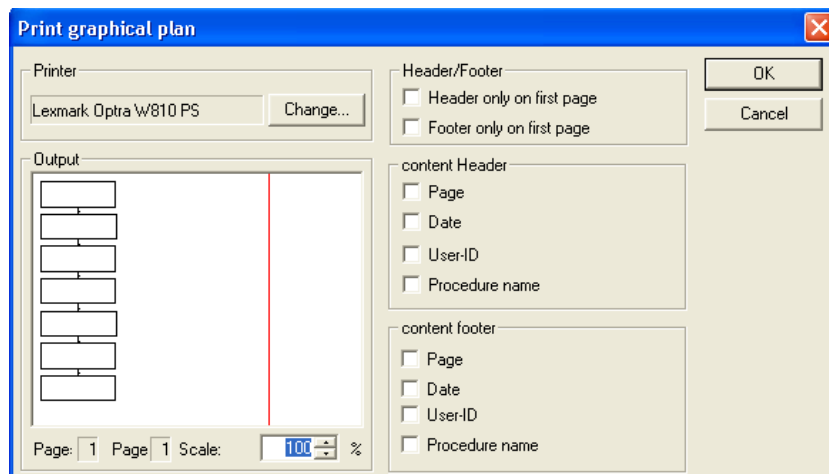 Print graphical plan
Printer
Lexmark Optra W810 PS
Change...
Output
Page: 1 Page 1 Scale: 100 %
Header/Footer
Header only on first page
Footer only on first page
content Header
Page
Date
User-ID
Procedure name
content footer
Page
Date
User-ID
Procedure name
OK
Cancel